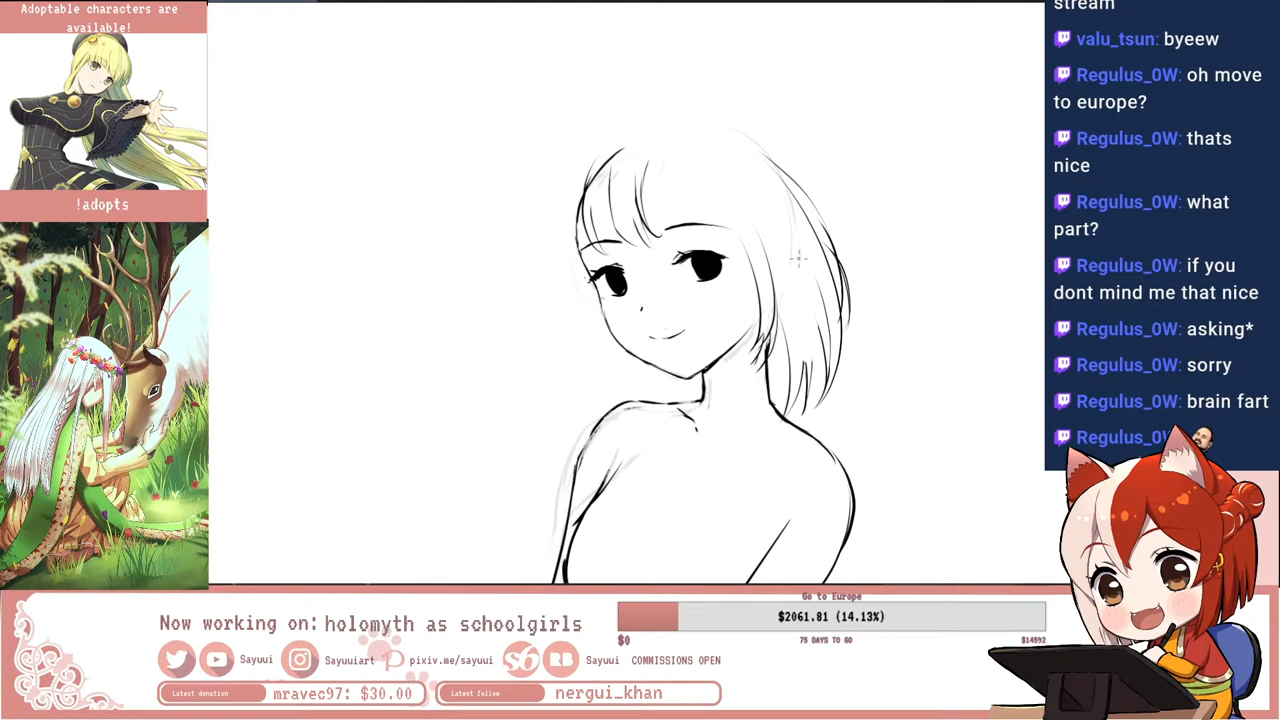 Adoptable characters are
available!
!adopts
stream
valu_tsun: byeew
Regulus_0W: oh move
to europe?
Regulus_0W: thats
nice
Regulus_0W: what
part?
Regulus_0W: if you
dont mind me that nice
Regulus_0W: asking*
Regulus_0W: sorry
Regulus_0W: brain fart
Now working on: holomyth as schoolgirls
Sayuui
Sayuuiart
pixiv.me/sayuui
S6
RB
Sayuui
COMMISSIONS OPEN
Latest donation
mravec97: $30.00
Latest follow
nergui_khan
Go to Europe
$2061.81 (14.13%)
$0
75 DAYS TO GO
$14592